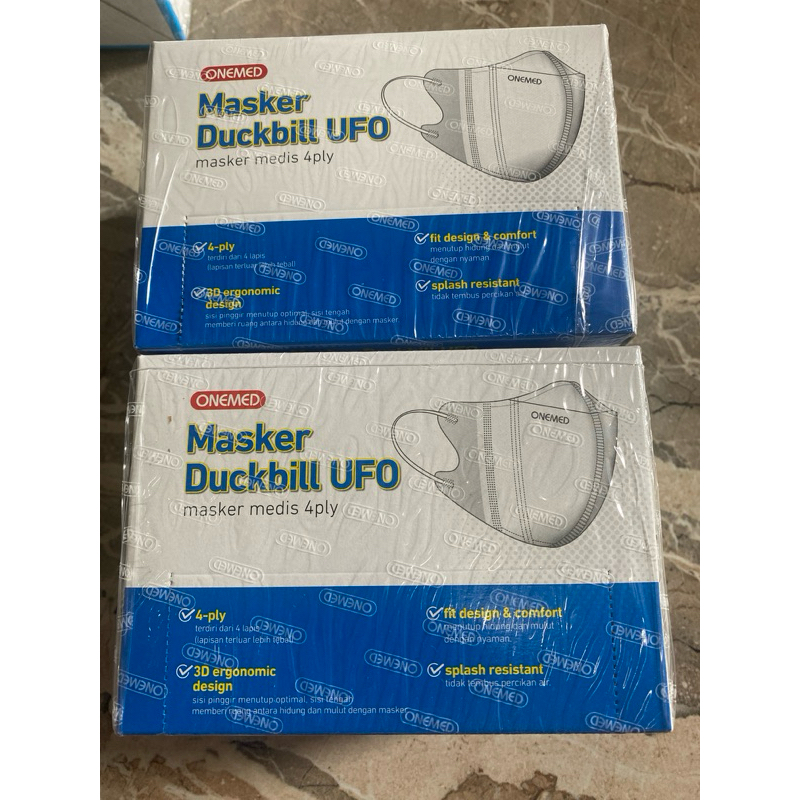 ONEMED
Masker
Duckbill UFO
masker medis 4ply
ONEMED
4-ply
terdiri dari 4 lapis
(lapisan terluar lebih tebal)
3D ergonomic
design
sisi pinggir menutup optimal, sisi tengah
memberi ruang antara hidung dan mulut dengan masker.
fit design & comfort
menutup hidung dan mulut
dengan nyaman
splash resistant
tidak tembus percikan air.
ONEMED
Masker
Duckbill UFO
masker medis 4ply
ONEMED
4-ply
terdiri dari 4 lapis
(lapisan terluar lebih tebal)
3D ergonomic
design
sisi pinggir menutup optimal, sisi tengah
memberi ruang antara hidung dan mulut dengan masker.
fit design & comfort
menutup hidung dan mulut
dengan nyaman.
splash resistant
tidak tembus percikan air.